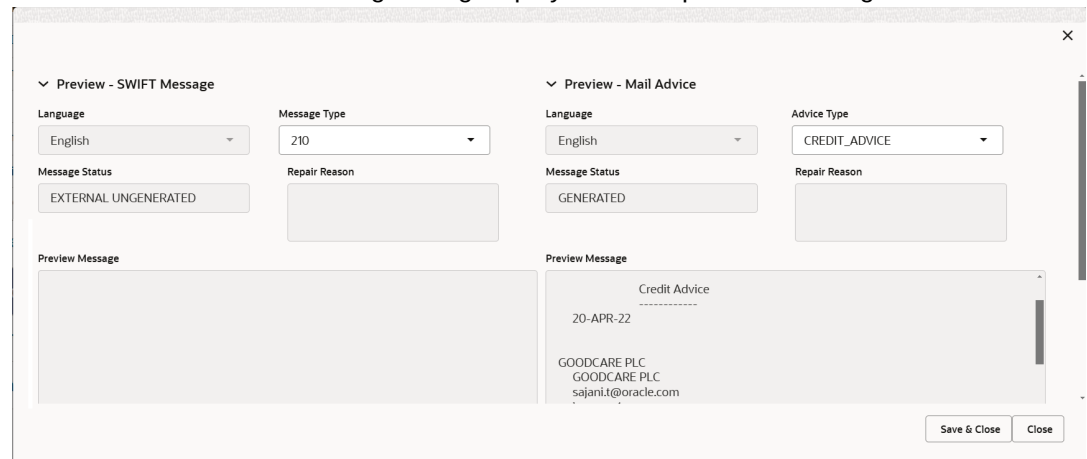 Preview - SWIFT Message
Language
English
Message Type
210
Message Status
EXTERNAL UNGENERATED
Repair Reason
Preview Message
Preview - Mail Advice
Language
English
Advice Type
CREDIT_ADVICE
Message Status
GENERATED
Repair Reason
Preview Message
Credit Advice
------------
20-APR-22
GOODCARE PLC
GOODCARE PLC
sajani.t@oracle.com
Save & Close
Close